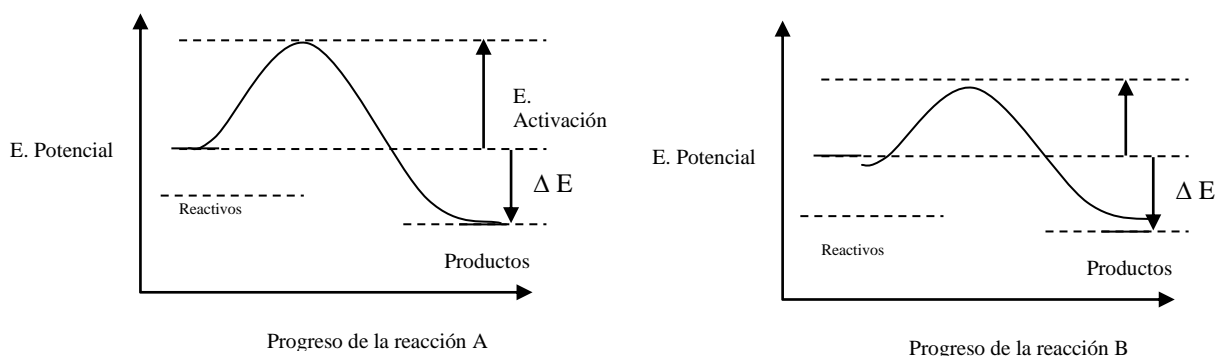 E.
Activación
E. Potencial
Δ E
Reactivos
Productos
Progreso de la reacción A
E. Potencial
Δ E
Reactivos
Productos
Progreso de la reacción B